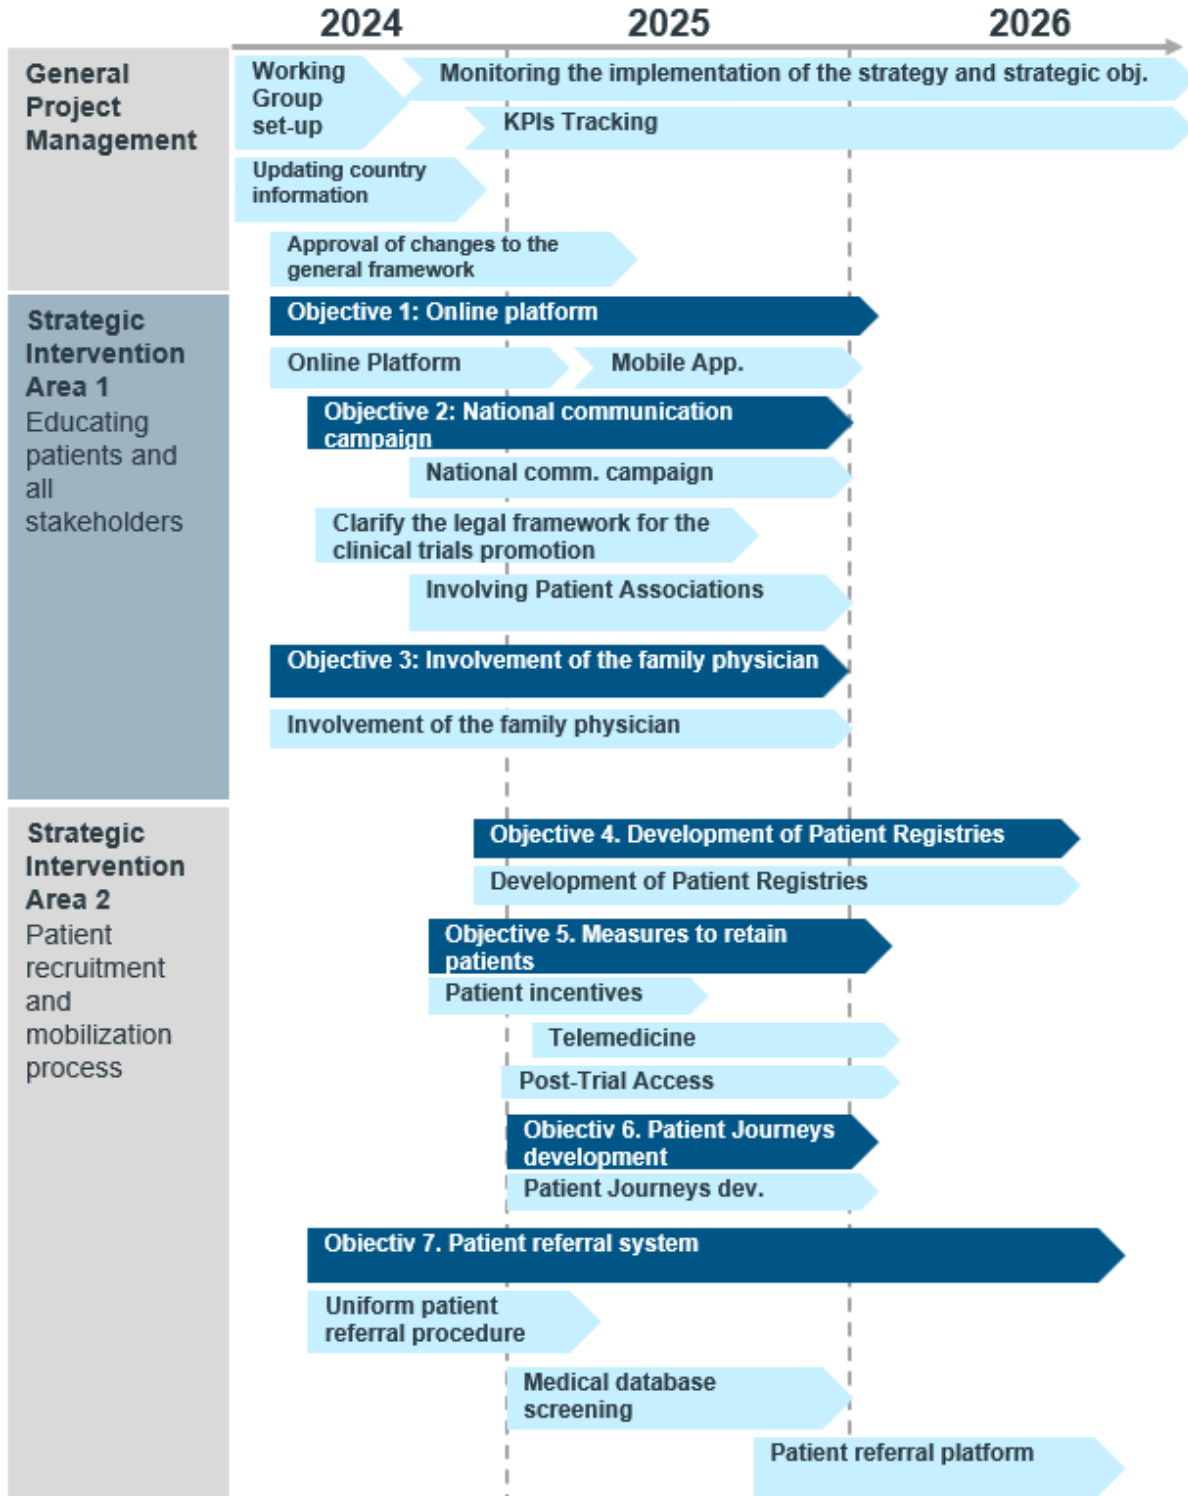 2024 2025 2026
General
Project
Management
Working
Group
set-up
Monitoring the implementation of the strategy and strategic obj.
KPIs Tracking
Updating country
information
Approval of changes to the
general framework
Strategic
Intervention
Area 1
Educating
patients and
all
stakeholders
Objective 1: Online platform
Online Platform
Mobile App.
Objective 2: National communication
campaign
National comm. campaign
Clarify the legal framework for the
clinical trials promotion
Involving Patient Associations
Objective 3: Involvement of the family physician
Involvement of the family physician
Strategic
Intervention
Area 2
Patient
recruitment
and
mobilization
process
Objective 4. Development of Patient Registries
Development of Patient Registries
Objective 5. Measures to retain
patients
Patient incentives
Telemedicine
Post-Trial Access
Obiectiv 6. Patient Journeys
development
Patient Journeys dev.
Obiectiv 7. Patient referral system
Uniform patient
referral procedure
Medical database
screening
Patient referral platform